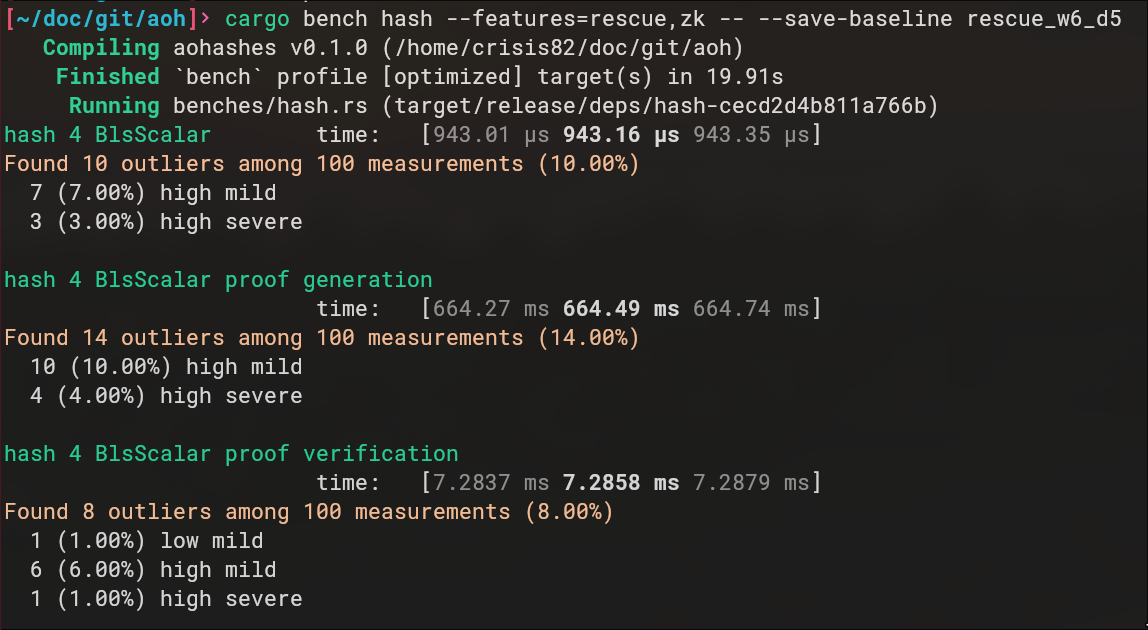 [~/doc/git/aoh]› cargo bench hash --features=rescue,zk -- --save-baseline rescue_w6_d5
Compiling aohashes v0.1.0 (/home/crisis82/doc/git/aoh)
Finished `bench` profile [optimized] target(s) in 19.91s
Running benches/hash.rs (target/release/deps/hash-cecd2d4b811a766b)
hash 4 BlsScalar time: [943.01 µs 943.16 µs 943.35 µs]
Found 10 outliers among 100 measurements (10.00%)
7 (7.00%) high mild
3 (3.00%) high severe
hash 4 BlsScalar proof generation
time: [664.27 ms 664.49 ms 664.74 ms]
Found 14 outliers among 100 measurements (14.00%)
10 (10.00%) high mild
4 (4.00%) high severe
hash 4 BlsScalar proof verification
time: [7.2837 ms 7.2858 ms 7.2879 ms]
Found 8 outliers among 100 measurements (8.00%)
1 (1.00%) low mild
6 (6.00%) high mild
1 (1.00%) high severe